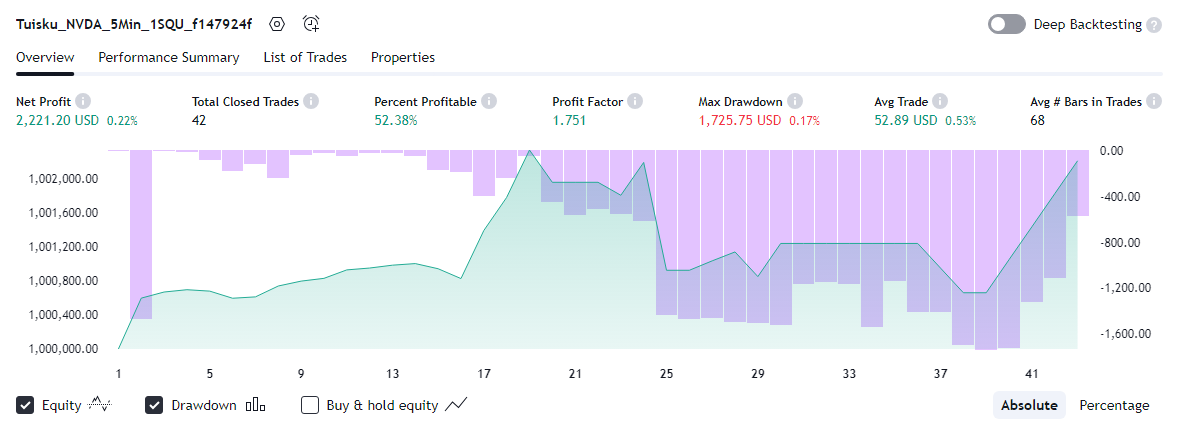 Tuisku_NVDA_5Min_1SQU_f147924f Deep Backtesting ?
Overview Performance Summary List of Trades Properties
Net Profit i Total Closed Trades i Percent Profitable i Profit Factor i Max Drawdown i Avg Trade i Avg # Bars in Trades i
2,221.20 USD 0.22% 42 52.38% 1.751 1,725.75 USD 0.17% 52.89 USD 0.53% 68
0.00
1,002,000.00 -400.00
1,001,600.00
1,001,200.00 -800.00
1,000,800.00 -1,200.00
1,000,400.00 -1,600.00
1,000,000.00
1 5 9 13 17 21 25 29 33 37 41
Equity Drawdown Buy & hold equity Absolute Percentage